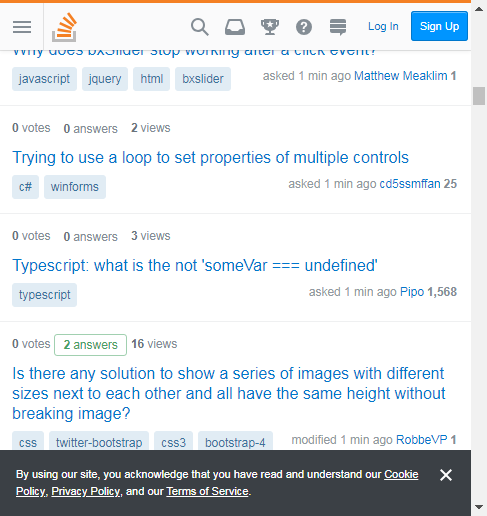 Log In Sign Up
Why does bxSlider stop working after a click event?
javascript jquery html bxslider asked 1 min ago Matthew Meaklim 1
0 votes 0 answers 2 views
Trying to use a loop to set properties of multiple controls
c# winforms asked 1 min ago cd5ssmffan 25
0 votes 0 answers 3 views
Typescript: what is the not 'someVar === undefined'
typescript asked 1 min ago Pipo 1,568
0 votes 2 answers 16 views
Is there any solution to show a series of images with different
sizes next to each other and all have the same height without
breaking image?
css twitter-bootstrap css3 bootstrap-4 modified 1 min ago RobbeVP 1
By using our site, you acknowledge that you have read and understand our Cookie
Policy, Privacy Policy, and our Terms of Service.